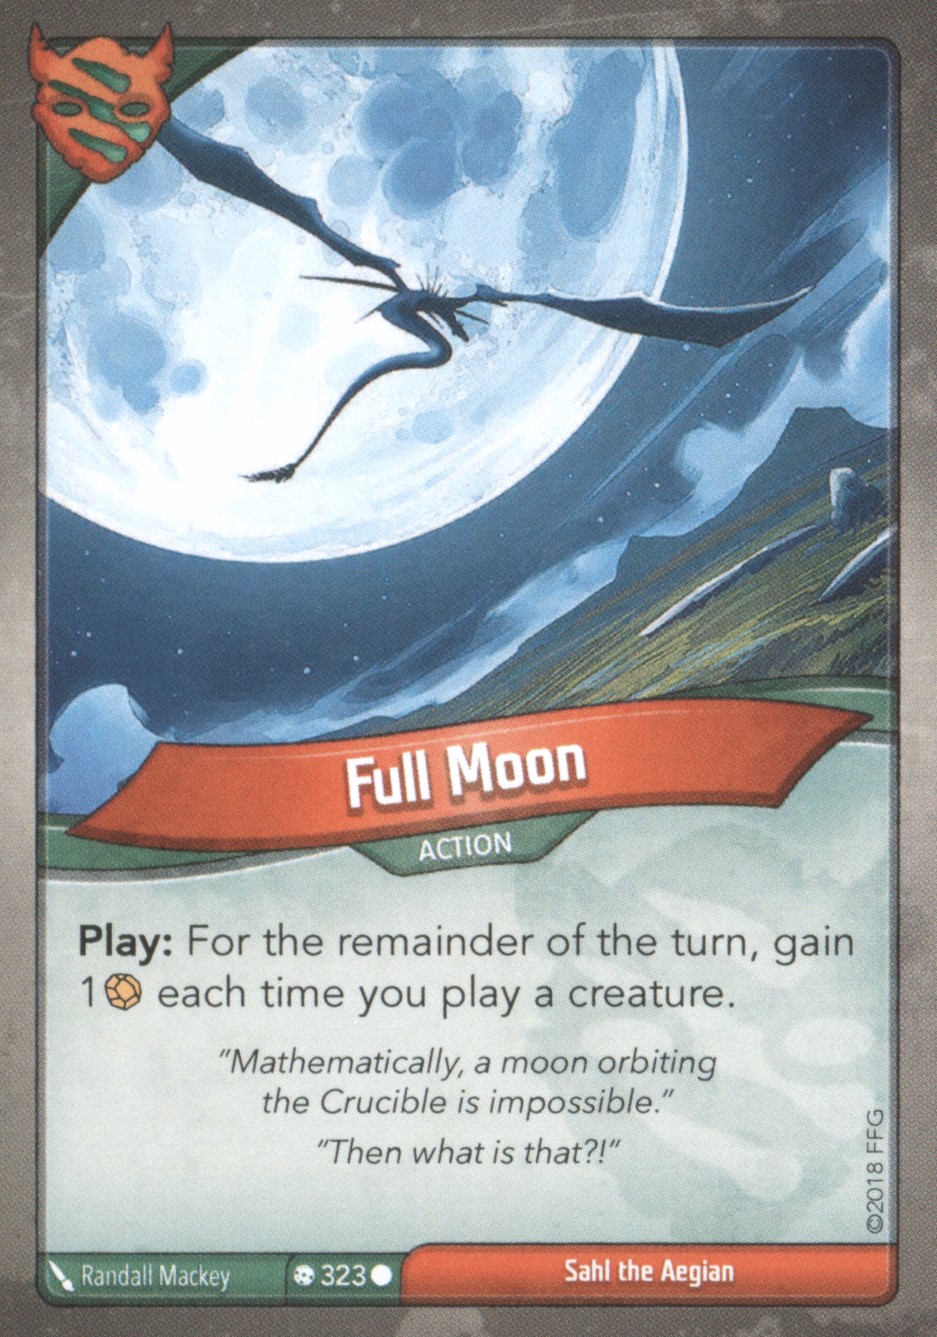 Full Moon
ACTION
Play: For the remainder of the turn, gain
1 each time you play a creature.
"Mathematically, a moon orbiting
the Crucible is impossible."
"Then what is that?!"
©2018 FFG
Randall Mackey
323
Sahl the Aegian